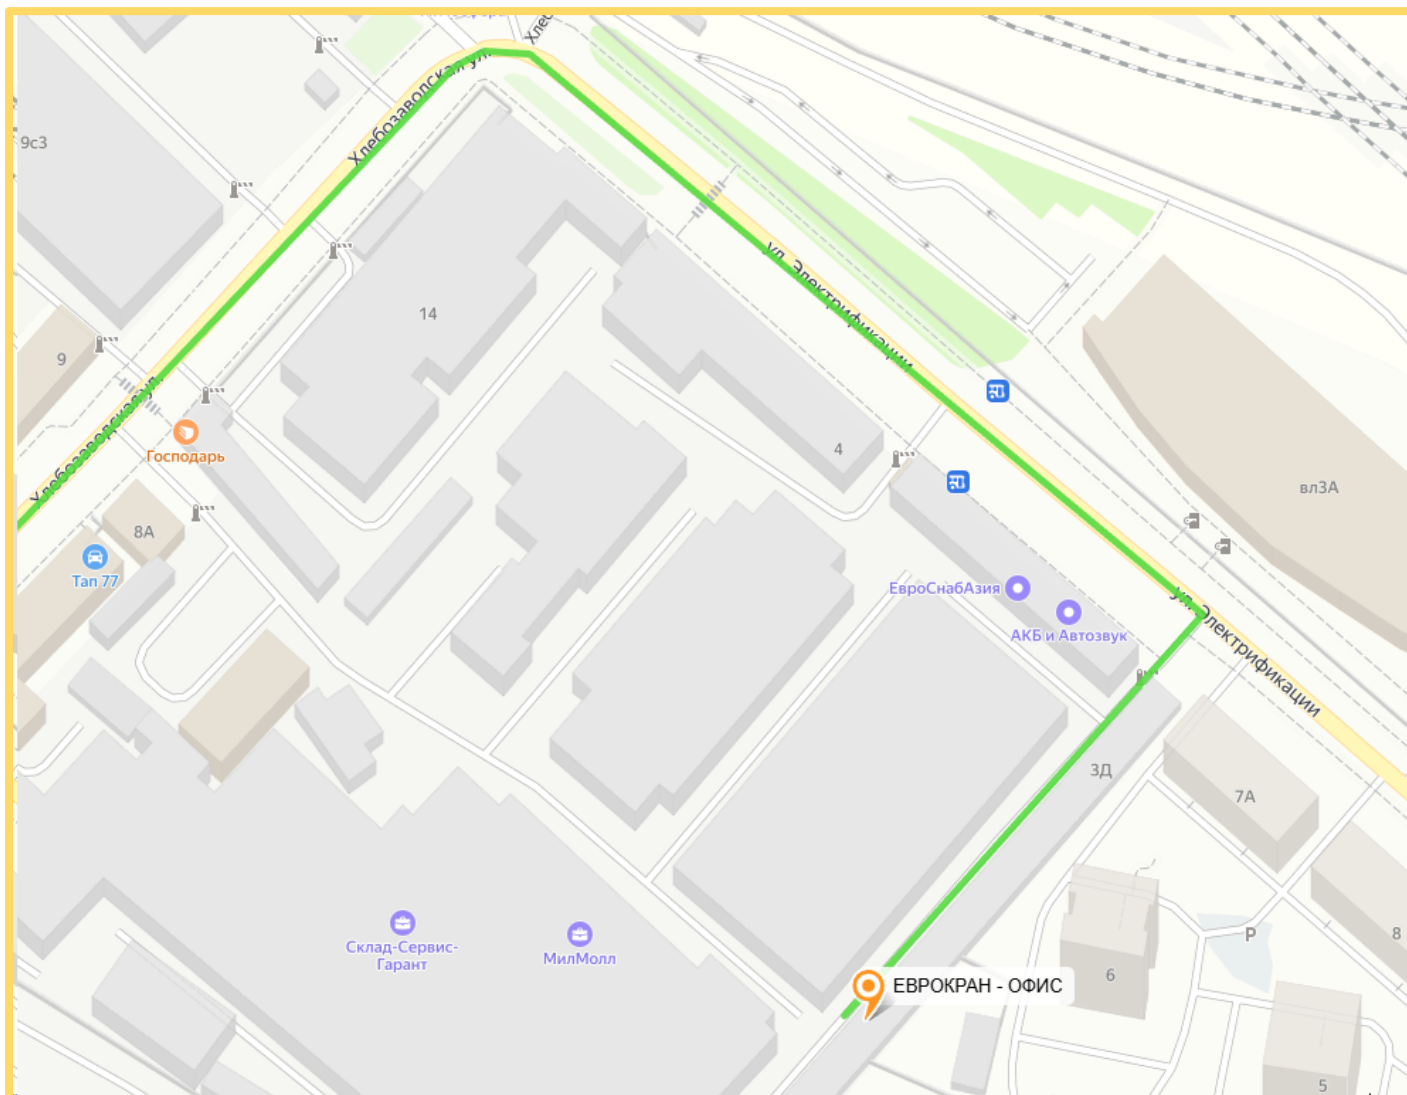 Хлебозаводская ул.
9с3
ул. Электрификации
14
9
4
вл3А
Господарь
Хлебозаводская ул.
8А
Тап 77
ЕвроСнабАзия
АКБ и Автозвук
ул. Электрификации
3Д
7А
Склад-Сервис-
Гарант
МилМолл
P
8
6
ЕВРОКРАН - ОФИС
5